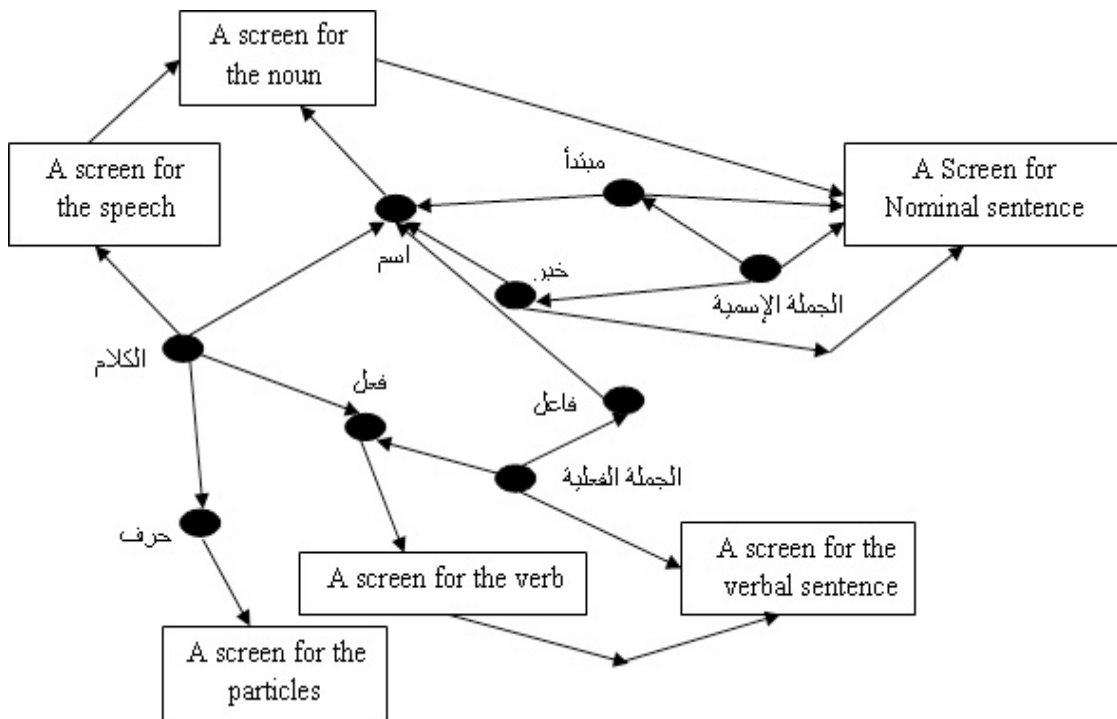 A screen for
the noun
A screen for
the speech
مبتدأ
A Screen for
Nominal sentence
اسم
خبر
الجملة الإسمية
الكلام
فعل
فاعل
الجملة الفعلية
حرف
A screen for the verb
A screen for the
verbal sentence
A screen for the
particles